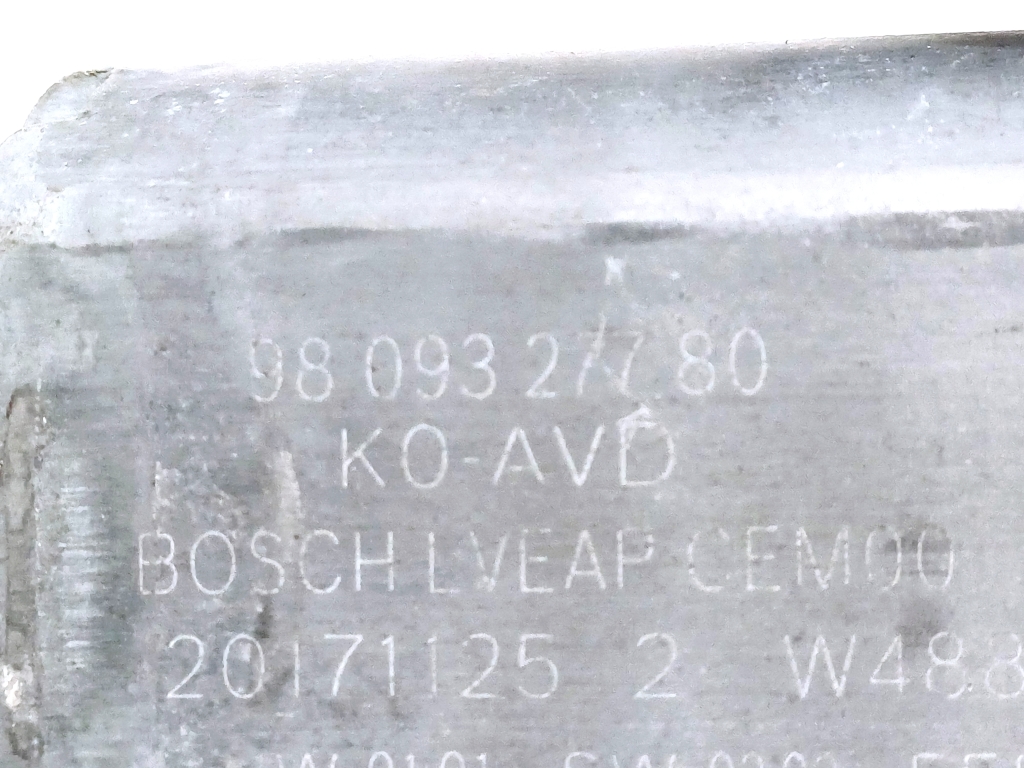 98 093 277 80
KO-AVD
BOSCH LVEAP CEM00
20171125 2 W488